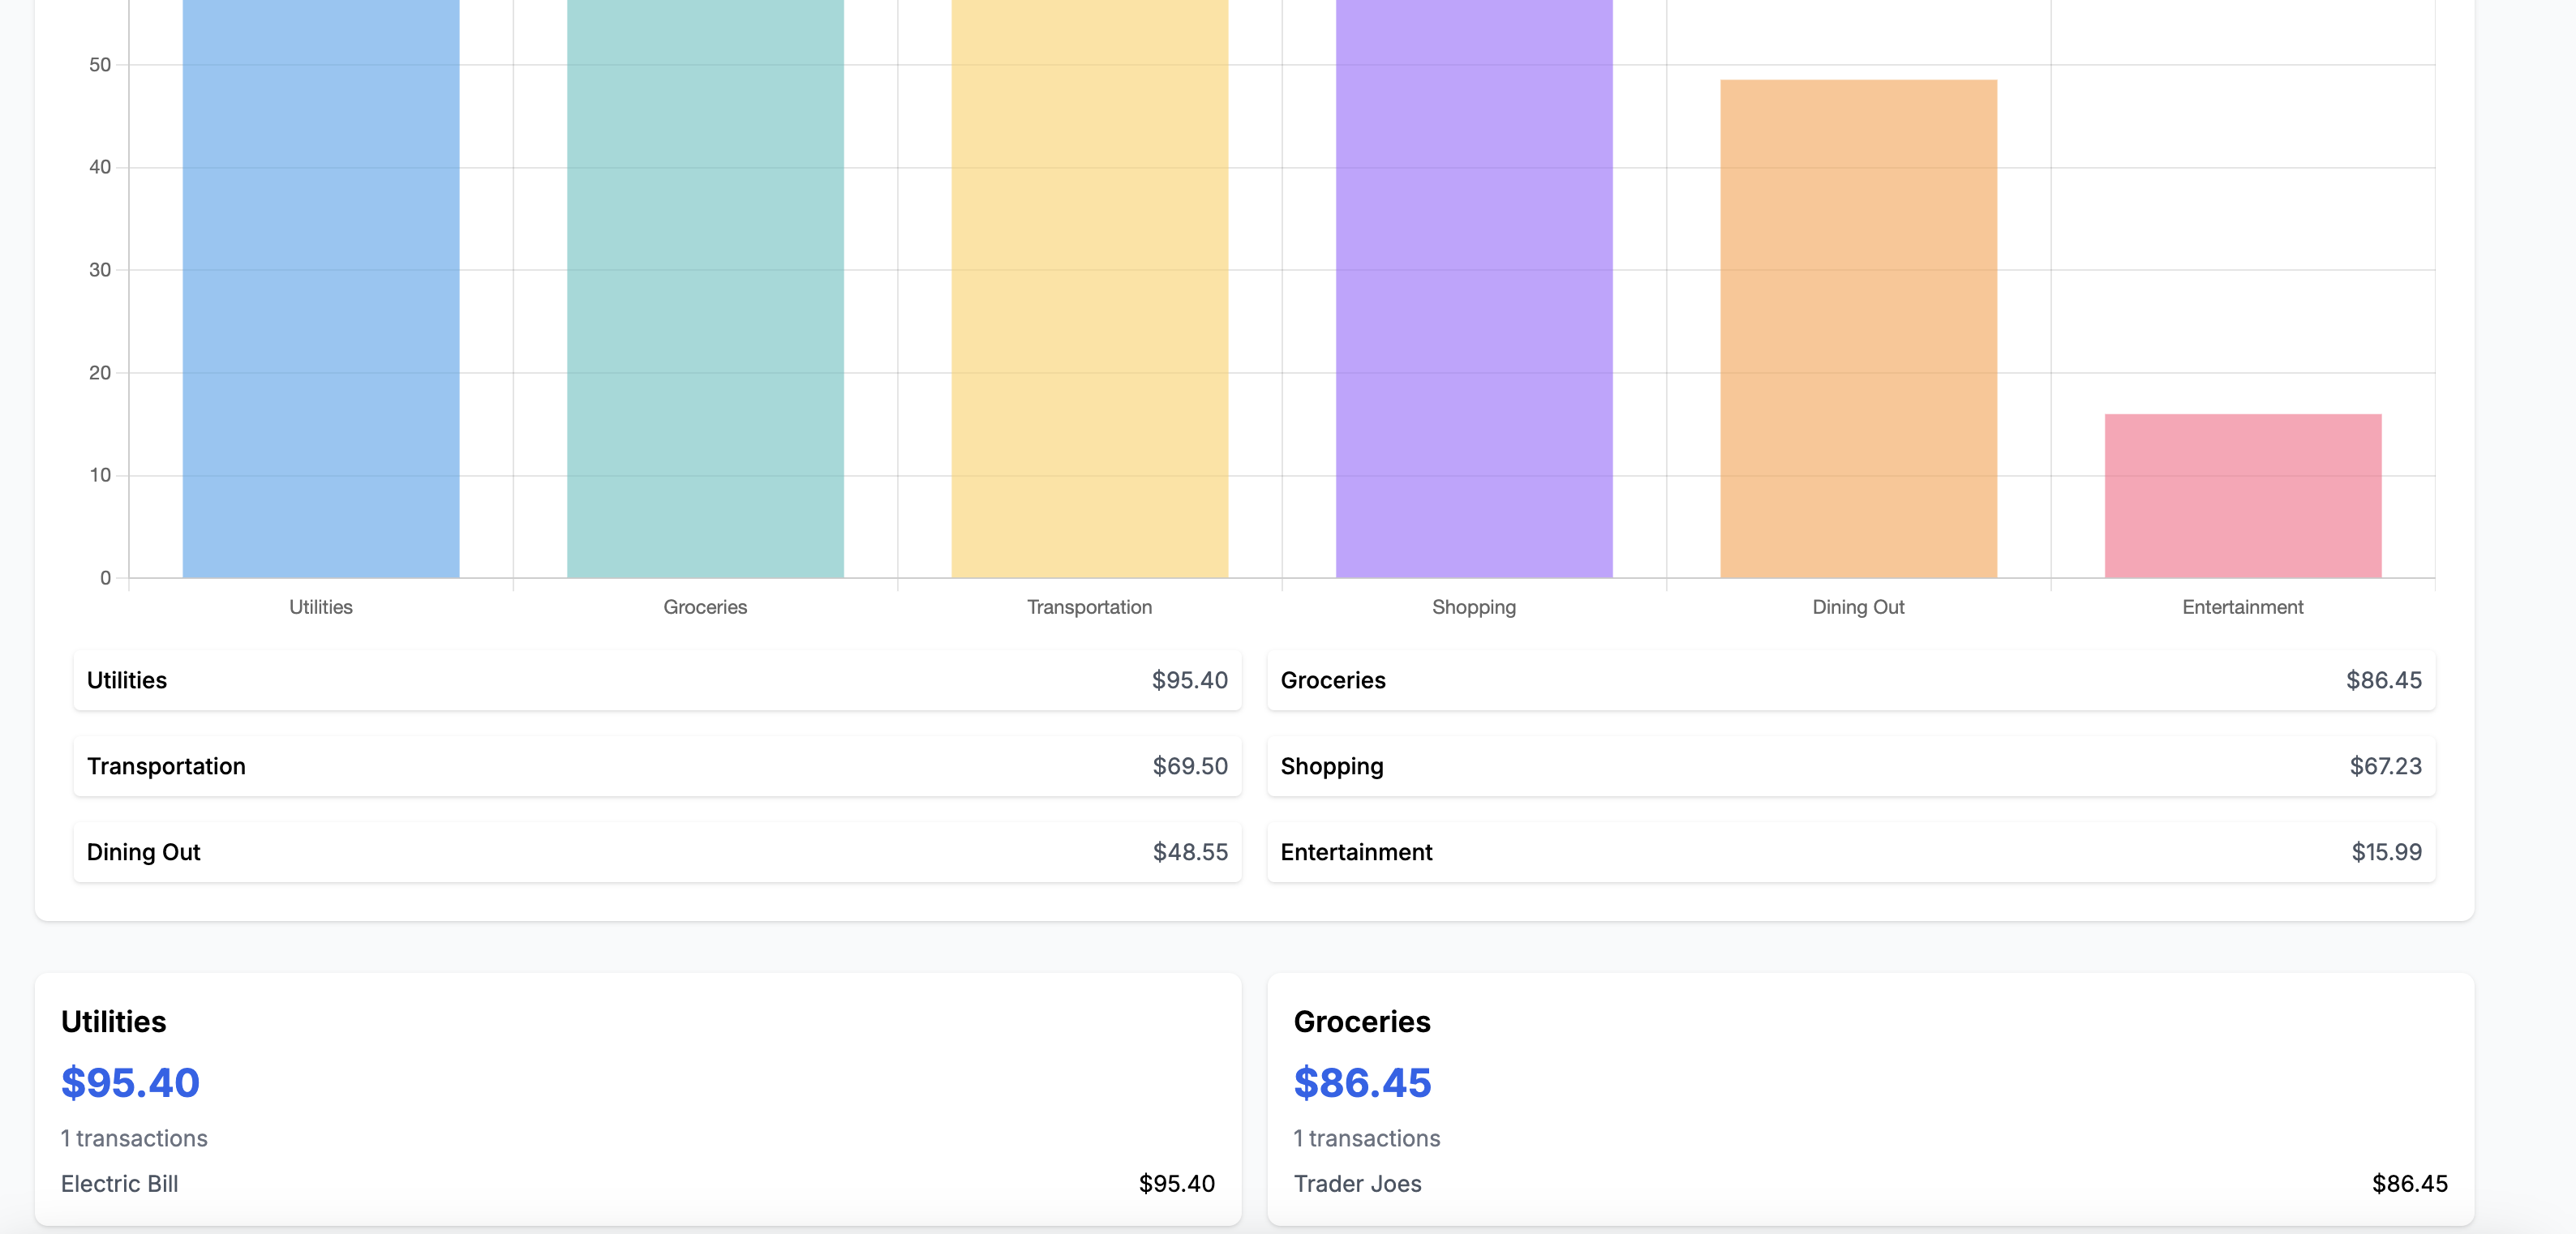 50
40
30
20
10
0
Utilities Groceries Transportation Shopping Dining Out Entertainment
Utilities $95.40 Groceries $86.45
Transportation $69.50 Shopping $67.23
Dining Out $48.55 Entertainment $15.99
Utilities
$95.40
1 transactions
Electric Bill $95.40
Groceries
$86.45
1 transactions
Trader Joes $86.45